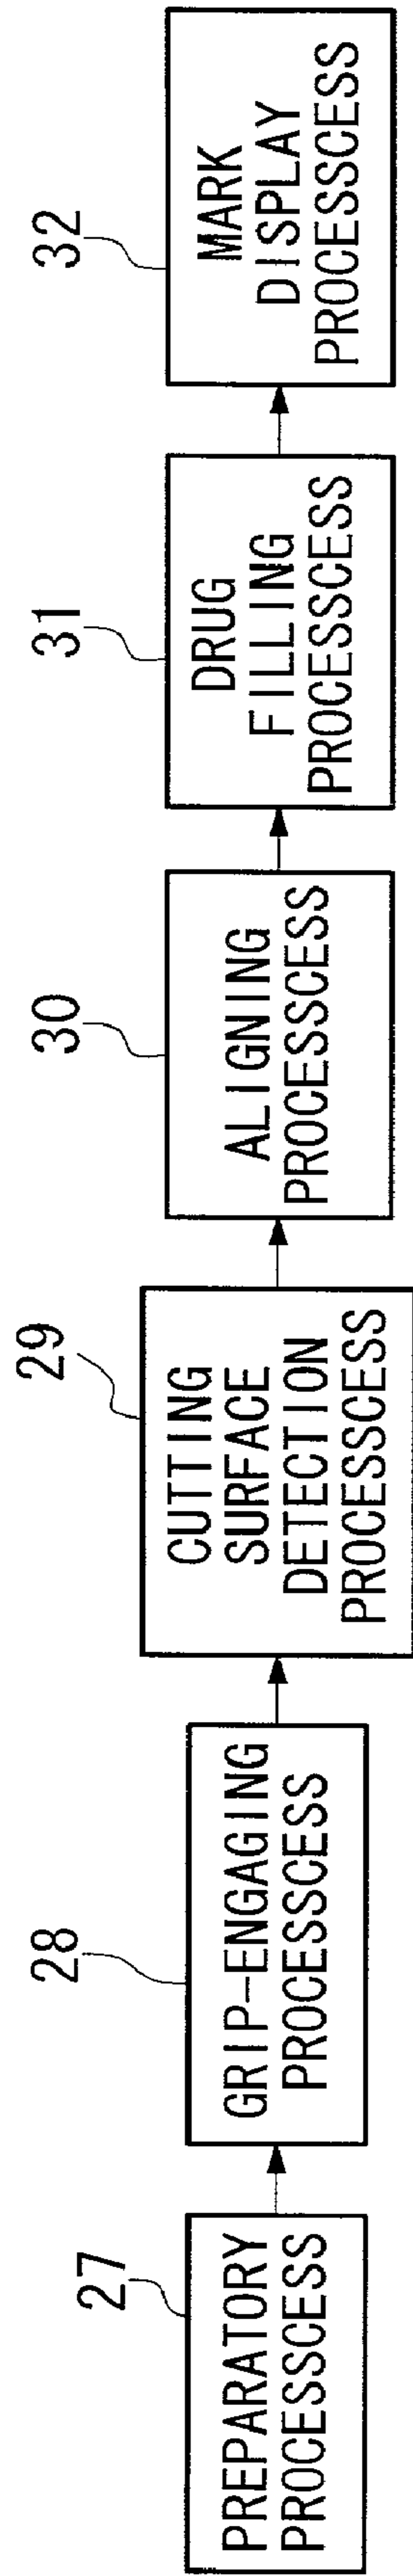 27
PREPARATORY
PROCESSCESS
28
GRIP-ENGAGING
PROCESSCESS
29
CUTTING
SURFACE
DETECTION
PROCESSCESS
30
ALIGNING
PROCESSCESS
31
DRUG
FILLING
PROCESSCESS
32
MARK
DISPLAY
PROCESSCESS